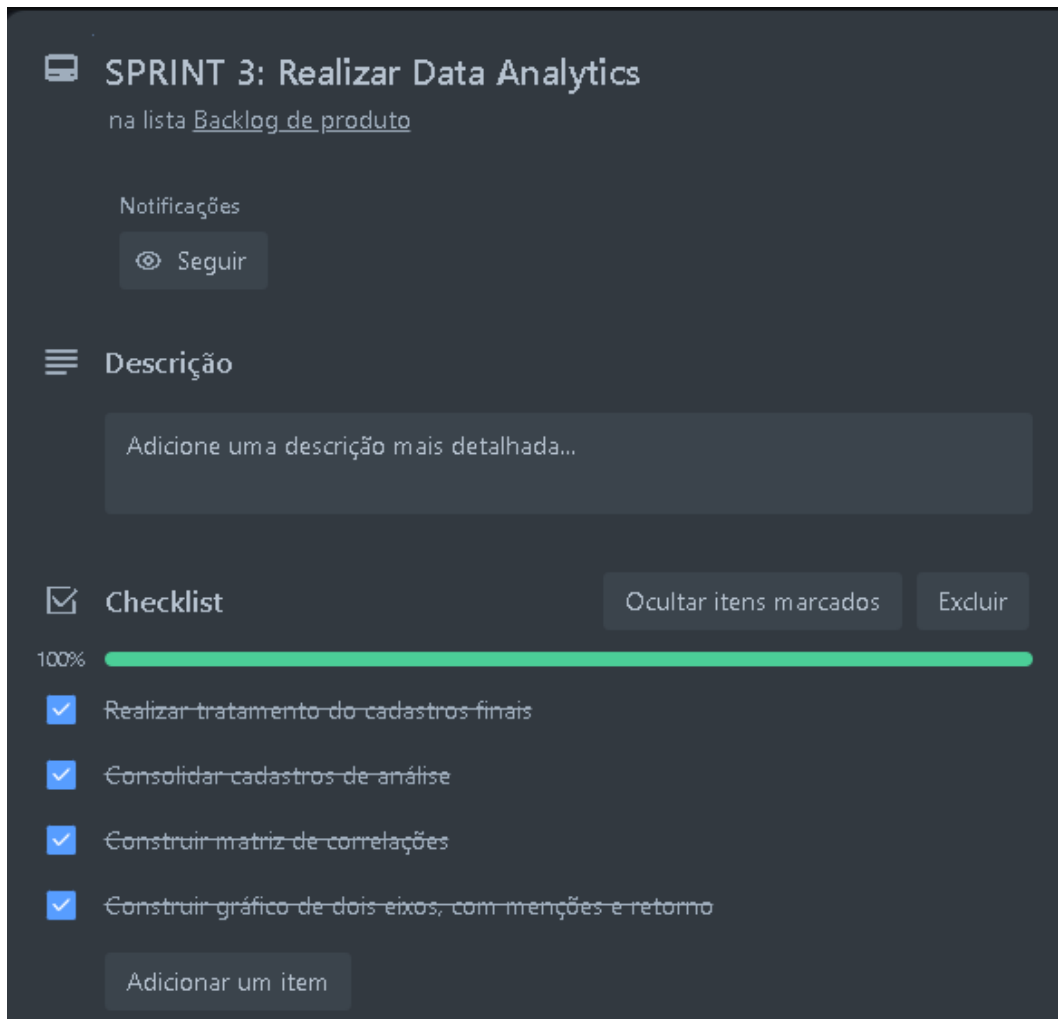 SPRINT 3: Realizar Data Analytics
na lista Backlog de produto
Notificações
Seguir
Descrição
Adicione uma descrição mais detalhada...
Checklist
Ocultar itens marcados
Excluir
100%
Realizar tratamento do cadastros finais
Consolidar cadastros de análise
Construir matriz de correlações
Construir gráfico de dois eixos, com menções e retorno
Adicionar um item